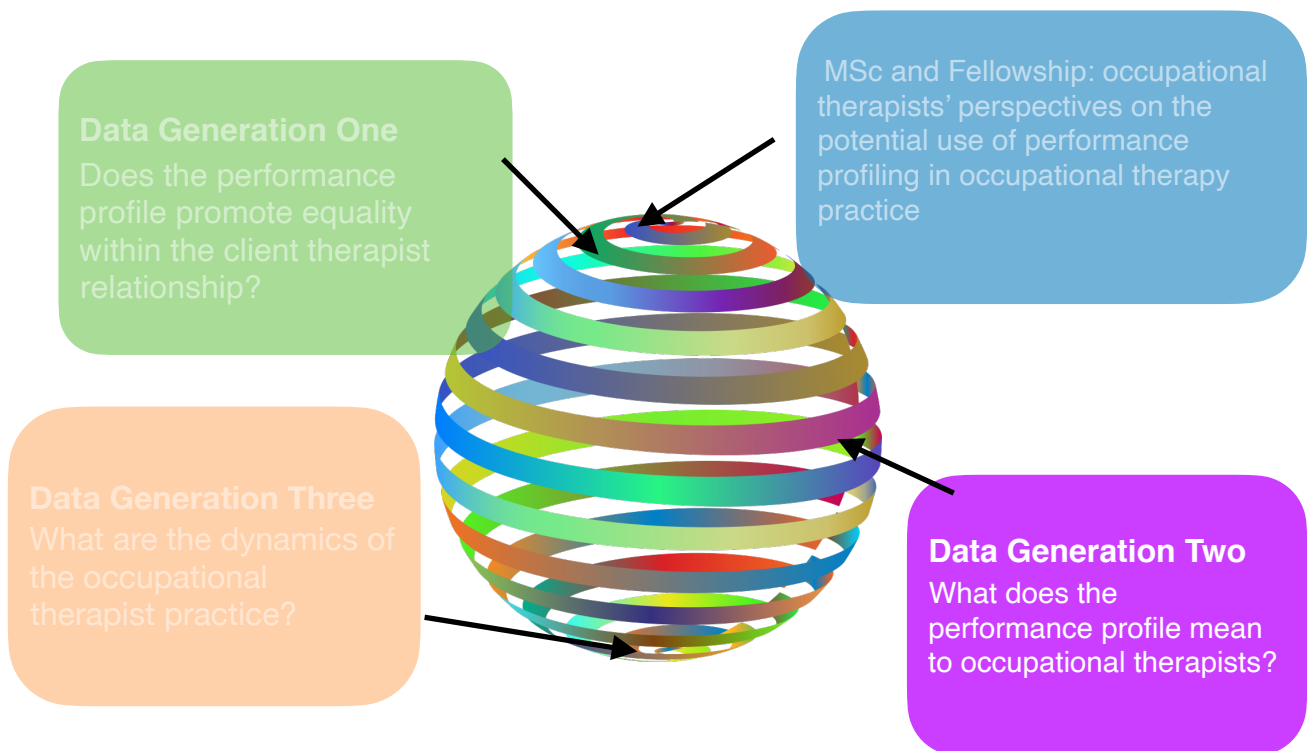 Data Generation One
Does the performance
profile promote equality
within the client therapist
relationship?
MSc and Fellowship: occupational
therapists’ perspectives on the
potential use of performance
profiling in occupational therapy
practice
Data Generation Three
What are the dynamics of
the occupational
therapist practice?
Data Generation Two
What does the
performance profile mean
to occupational therapists?